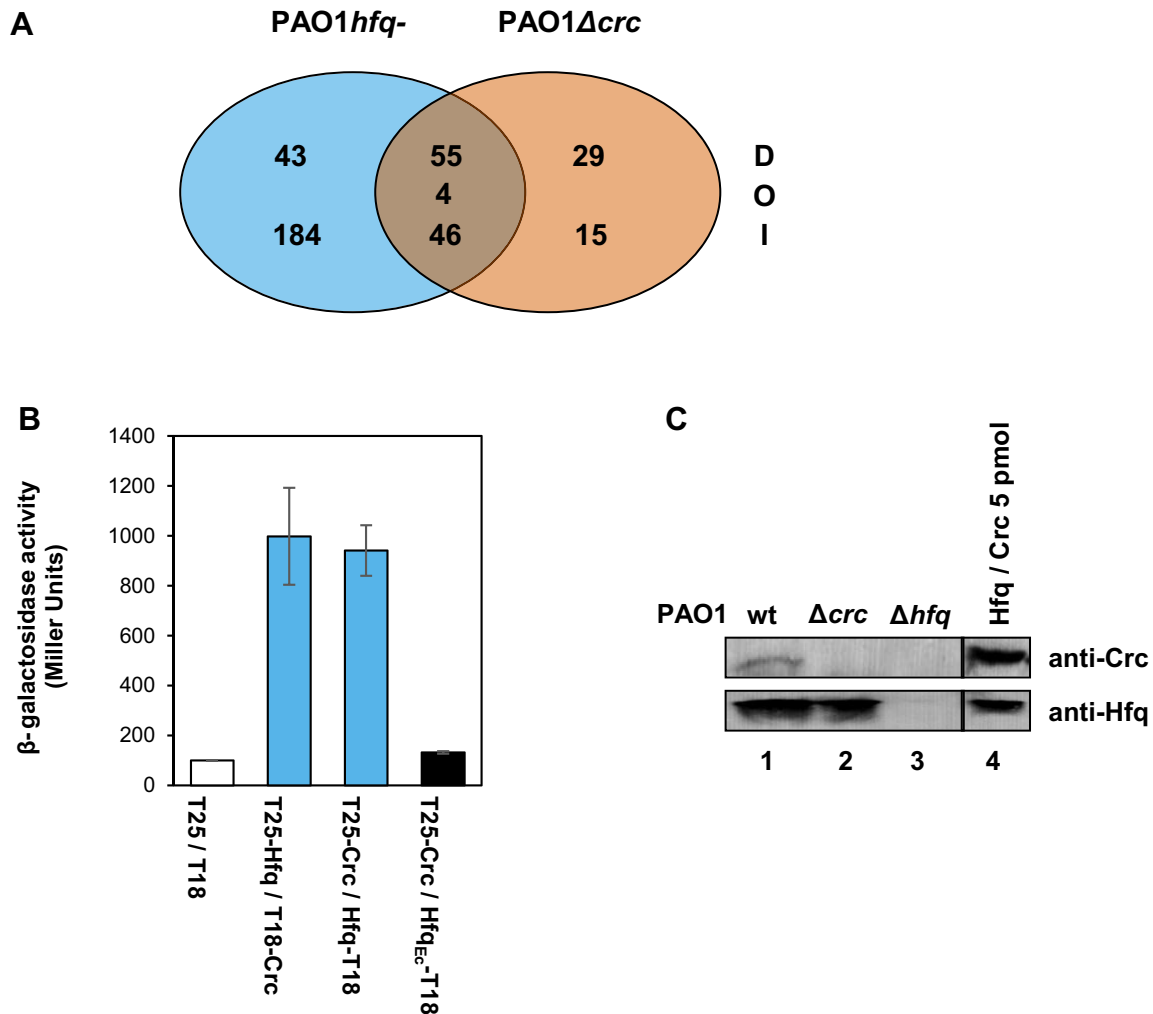 A
PAO1hfq- PAO1Δcrc
43 55 29 D
4 O
184 46 15 I
B
β-galactosidase activity
(Miller Units)
1400
1200
1000
800
600
400
200
0
T25 / T18
T25-Hfq / T18-Crc
T25-Crc / Hfq-T18
T25-Crc / HfqEc-T18
C
Hfq / Crc 5 pmol
PAO1 wt Δcrc Δhfq
anti-Crc
anti-Hfq
1 2 3 4